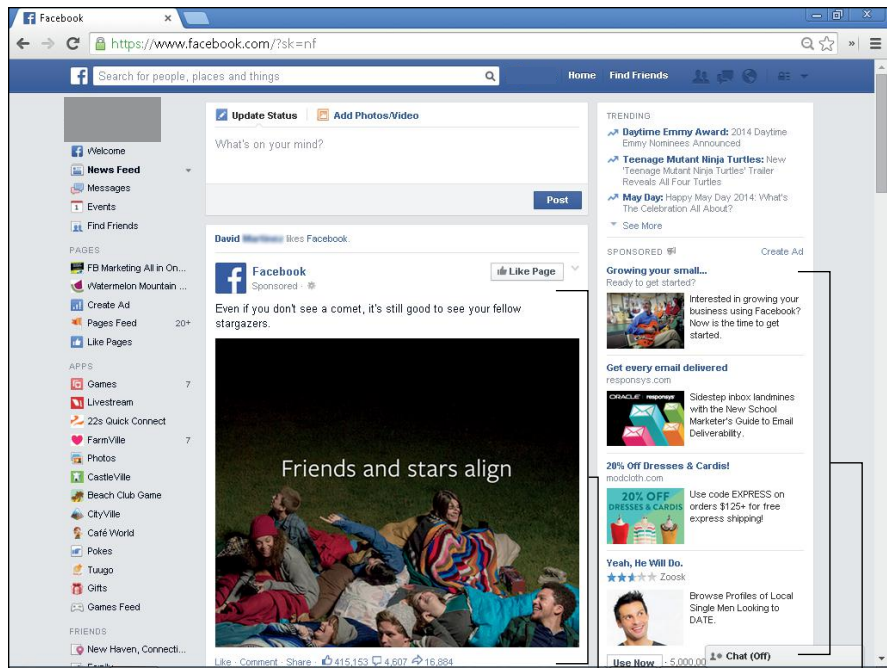 Facebook
https://www.facebook.com/?sk=nf
Search for people, places and things
Home Find Friends
Welcome
News Feed
Messages
1 Events
Find Friends
PAGES
FB Marketing All in On...
Watermelon Mountain ...
Create Ad
Pages Feed 20+
Like Pages
APPS
Games 7
Livestream
22s Quick Connect
FarmVille 7
Photos
CastleVille
Beach Club Game
CityVille
Café World
Pokes
Tuugo
Gifts
Games Feed
FRIENDS
New Haven, Connecti...
Update Status Add Photos/Video
What's on your mind?
Post
David likes Facebook.
Facebook
Sponsored ·
Like Page
Even if you don't see a comet, it's still good to see your fellow
stargazers.
Friends and stars align
Like · Comment · Share · 415,153 4,607 16,884
TRENDING
Daytime Emmy Award: 2014 Daytime
Emmy Nominees Announced
Teenage Mutant Ninja Turtles: New
'Teenage Mutant Ninja Turtles' Trailer
Reveals All Four Turtles
May Day: Happy May Day 2014: What's
The Celebration All About?
See More
SPONSORED Create Ad
Growing your small...
Ready to get started?
Interested in growing your
business using Facebook?
Now is the time to get
started.
Get every email delivered
responsys.com
ORACLE responsys
Sidestep inbox landmines
with the New School
Marketer's Guide to Email
Deliverability.
20% Off Dresses & Cardis!
modcloth.com
20% OFF
DRESSES & CARDIS
Use code EXPRESS on
orders $125+ for free
express shipping!
Yeah, He Will Do.
Zoosk
Browse Profiles of Local
Single Men Looking to
DATE.
Use Now · 5,000,00
Chat (Off)